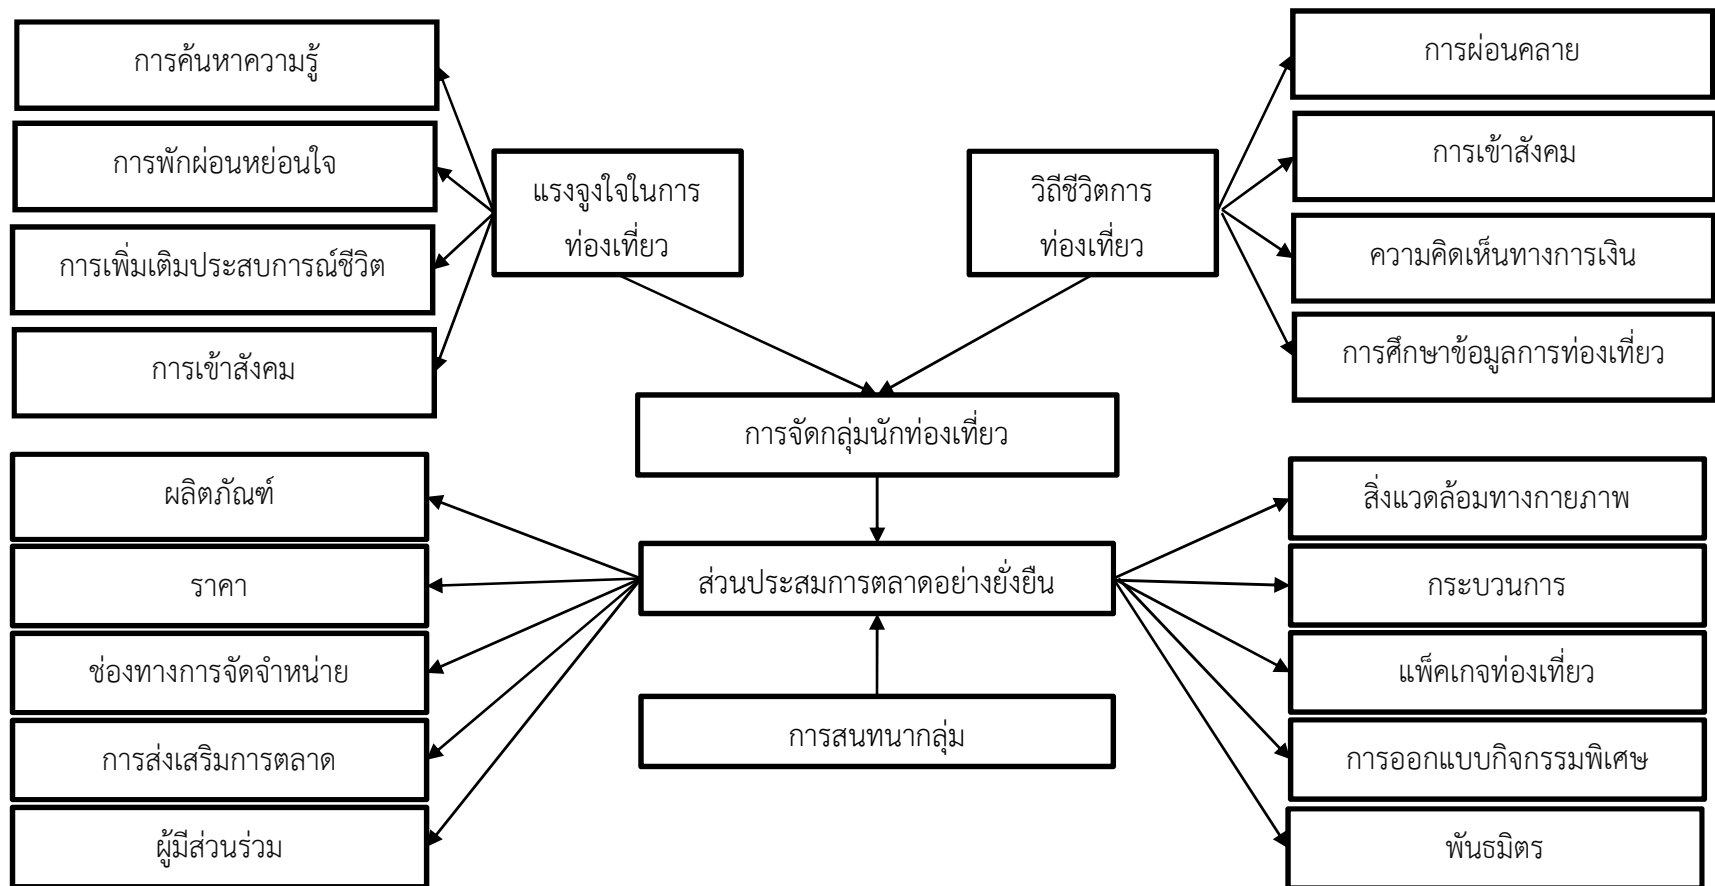 การค้นหาความรู้
การพักผ่อนหย่อนใจ
การเพิ่มเติมประสบการณ์ชีวิต
การเข้าสังคม
แรงจูงใจในการ
ท่องเที่ยว
วิถีชีวิตการ
ท่องเที่ยว
การผ่อนคลาย
การเข้าสังคม
ความคิดเห็นทางการเงิน
การศึกษาข้อมูลการท่องเที่ยว
การจัดกลุ่มนักท่องเที่ยว
ผลิตภัณฑ์
ราคา
ช่องทางการจัดจำหน่าย
การส่งเสริมการตลาด
ผู้มีส่วนร่วม
ส่วนประสมการตลาดอย่างยั่งยืน
การสนทนากลุ่ม
สิ่งแวดล้อมทางกายภาพ
กระบวนการ
แพ็คเกจท่องเที่ยว
การออกแบบกิจกรรมพิเศษ
พันธมิตร